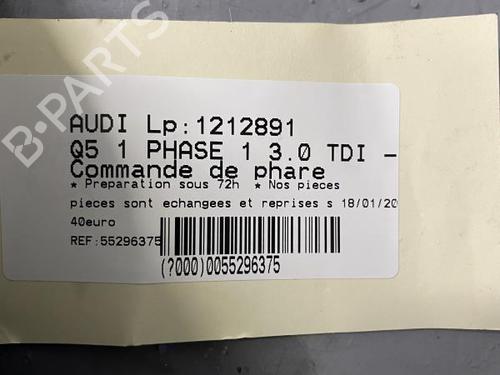 B-PARTS
AUDI Lp:1212891
Q5 1 PHASE 1 3.0 TDI –
Commande de phare
* Preparation sous 72h * Nos pieces
pieces sont echangees et reprises s 18/01/20
40euro
REF:55296375
(?000)0055296375